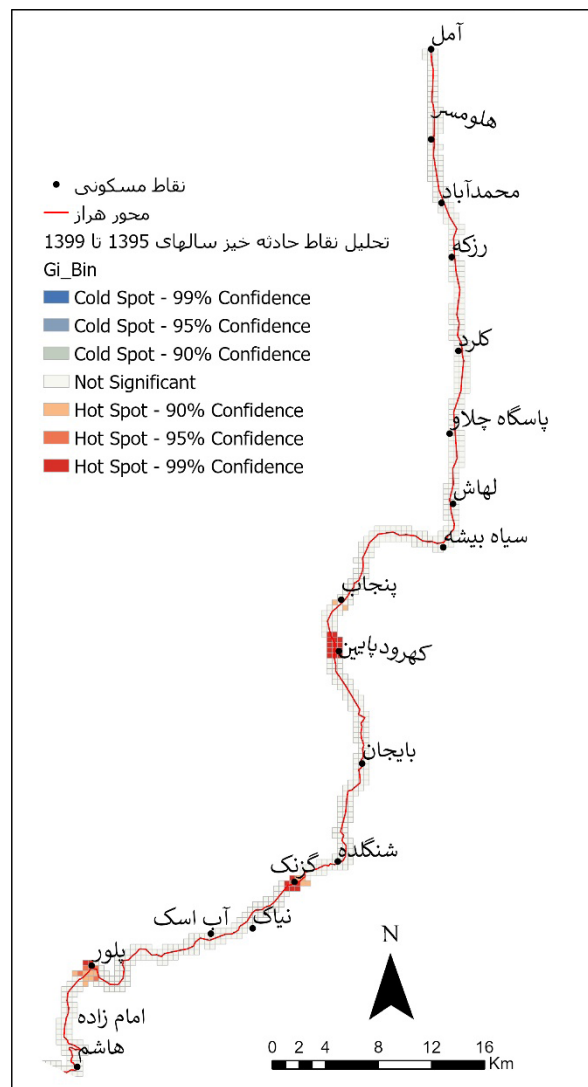 آمل
هلومسر
نقاط مسکونی
محور هراز
محمدآباد
تحلیل نقاط حادثه خیز سالهای 1395 تا 1399
رزکه
Gi_Bin
Cold Spot - 99% Confidence
Cold Spot - 95% Confidence
Cold Spot - 90% Confidence
کلرد
Not Significant
Hot Spot - 90% Confidence
پاسگاه چلاو
Hot Spot - 95% Confidence
Hot Spot - 99% Confidence
لهاش
سیاه بیشه
پنجاب
کهرودپایین
بایجان
شنگلده
گزنک
نیاک
آب اسک
پلور
N
امام زاده
هاشم
0 2 4 8 12 16
Km